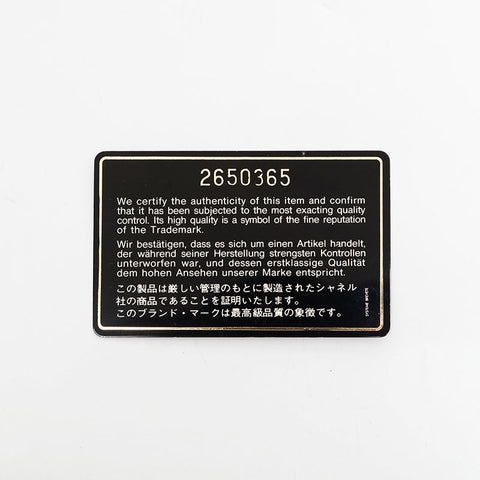 2650365
We certify the authenticity of this item and confirm
that it has been subjected to the most exacting quality
control. Its high quality is a symbol of the fine reputation
of the Trademark.
Wir bestätigen, dass es sich um einen Artikel handelt,
der während seiner Herstellung strengsten Kontrollen
unterworfen war, und dessen erstklassige Qualität
dem hohen Ansehen unserer Marke entspricht.
この製品は厳しい管理のもとに製造されたシャネル
社の商品であることを証明いたします。
このブランド・マークは最高級品質の象徴です。